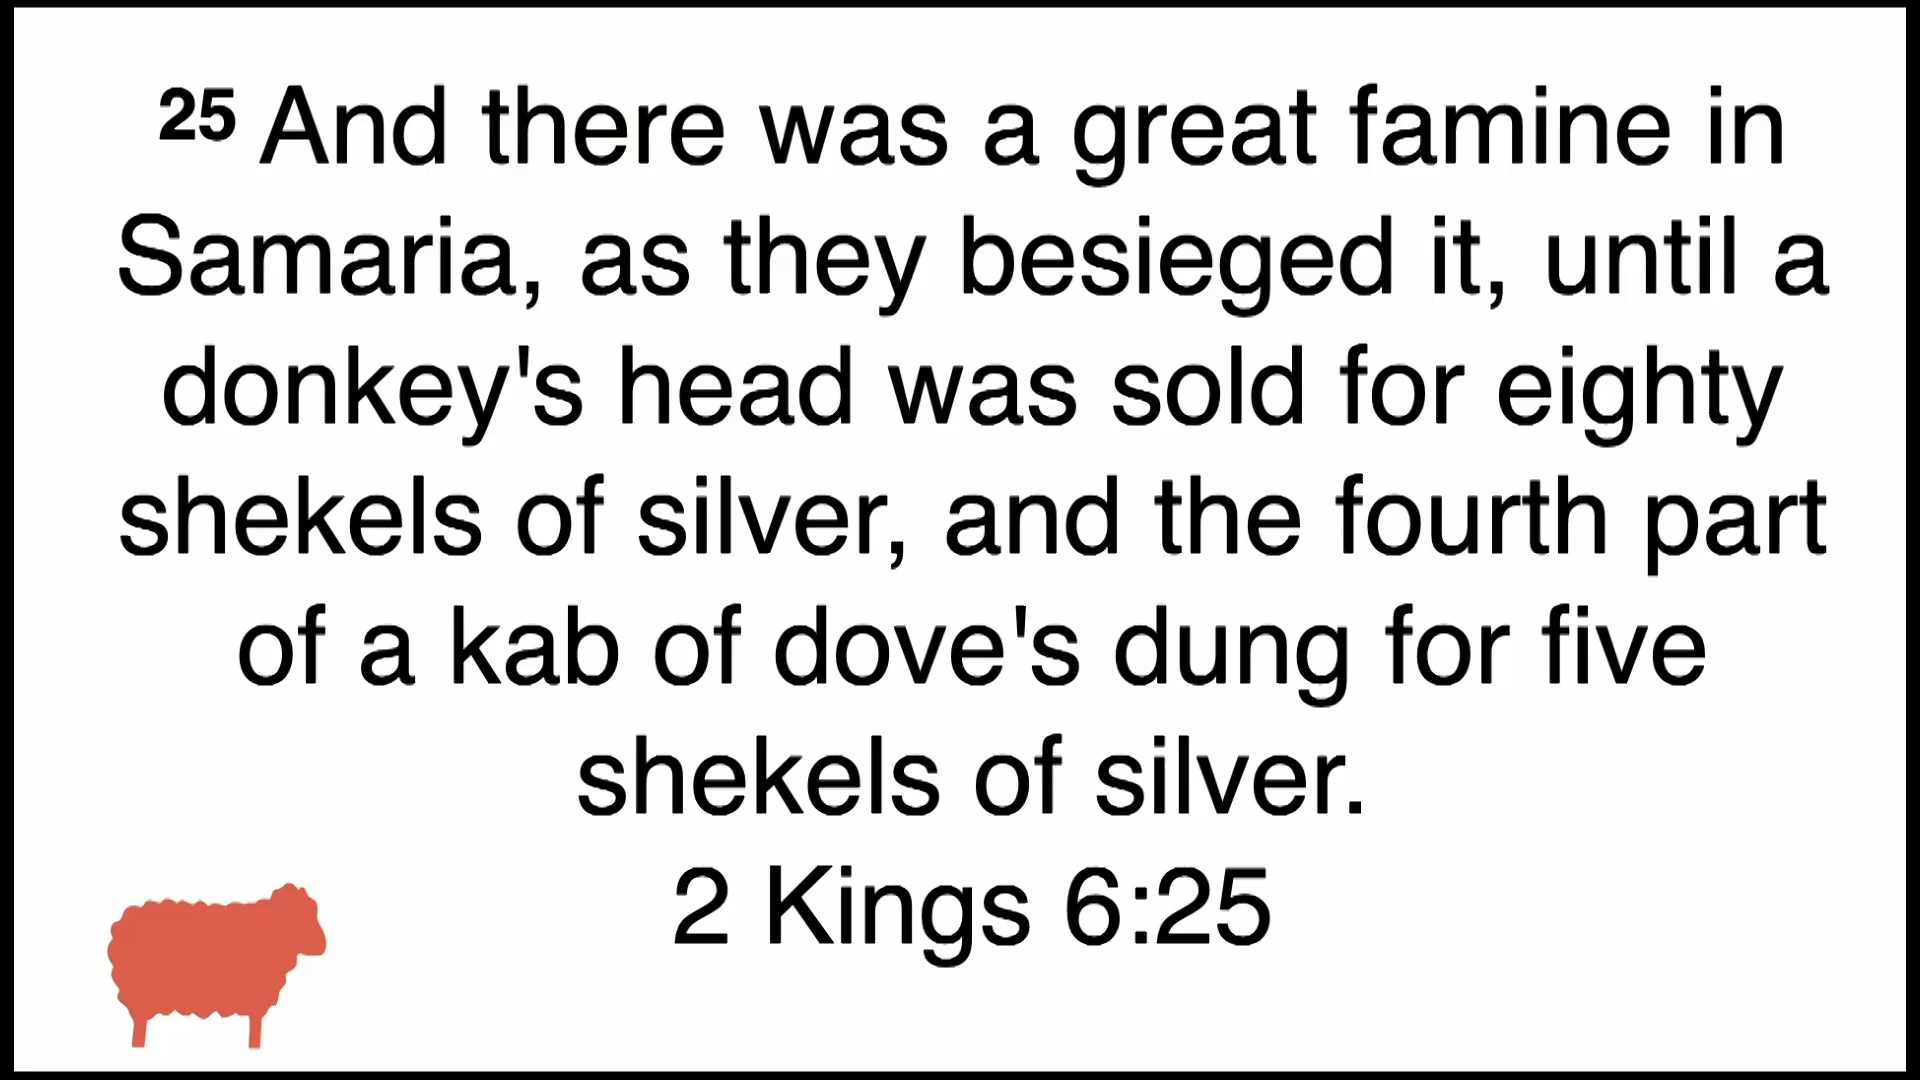 25 And there was a great famine in
Samaria, as they besieged it, until a
donkey's head was sold for eighty
shekels of silver, and the fourth part
of a kab of dove's dung for five
shekels of silver.
2 Kings 6:25